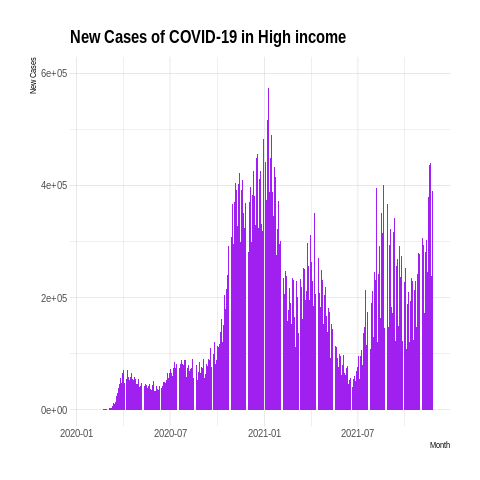 New Cases of COVID-19 in High income
New Cases
6e+05
4e+05
2e+05
0e+00
2020-01 2020-07 2021-01 2021-07
Month